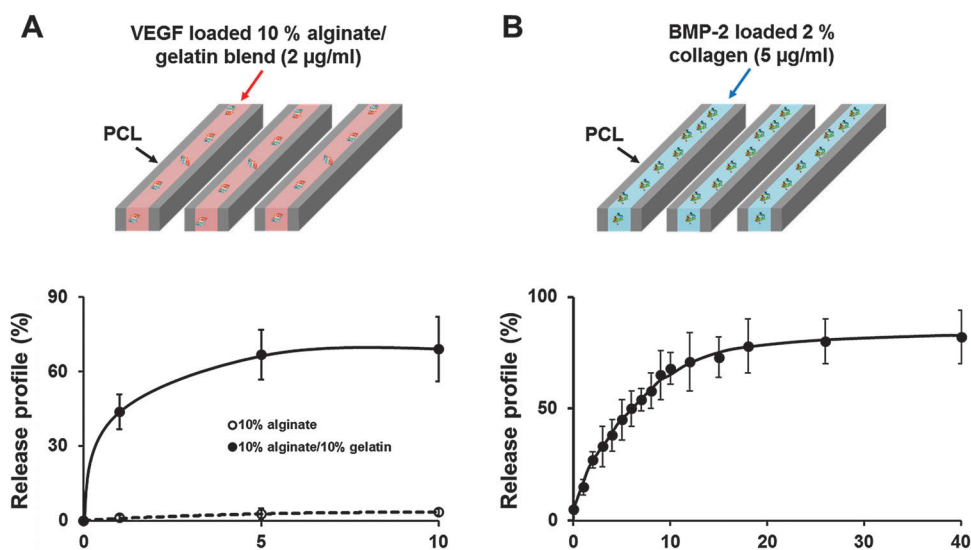 A
VEGF loaded 10 % alginate/
gelatin blend (2 µg/ml)
PCL
Release profile (%)
90
60
30
0
10% alginate
10% alginate/10% gelatin
0
5
10
B
BMP-2 loaded 2 %
collagen (5 µg/ml)
PCL
Release profile (%)
100
50
0
0
10
20
30
40